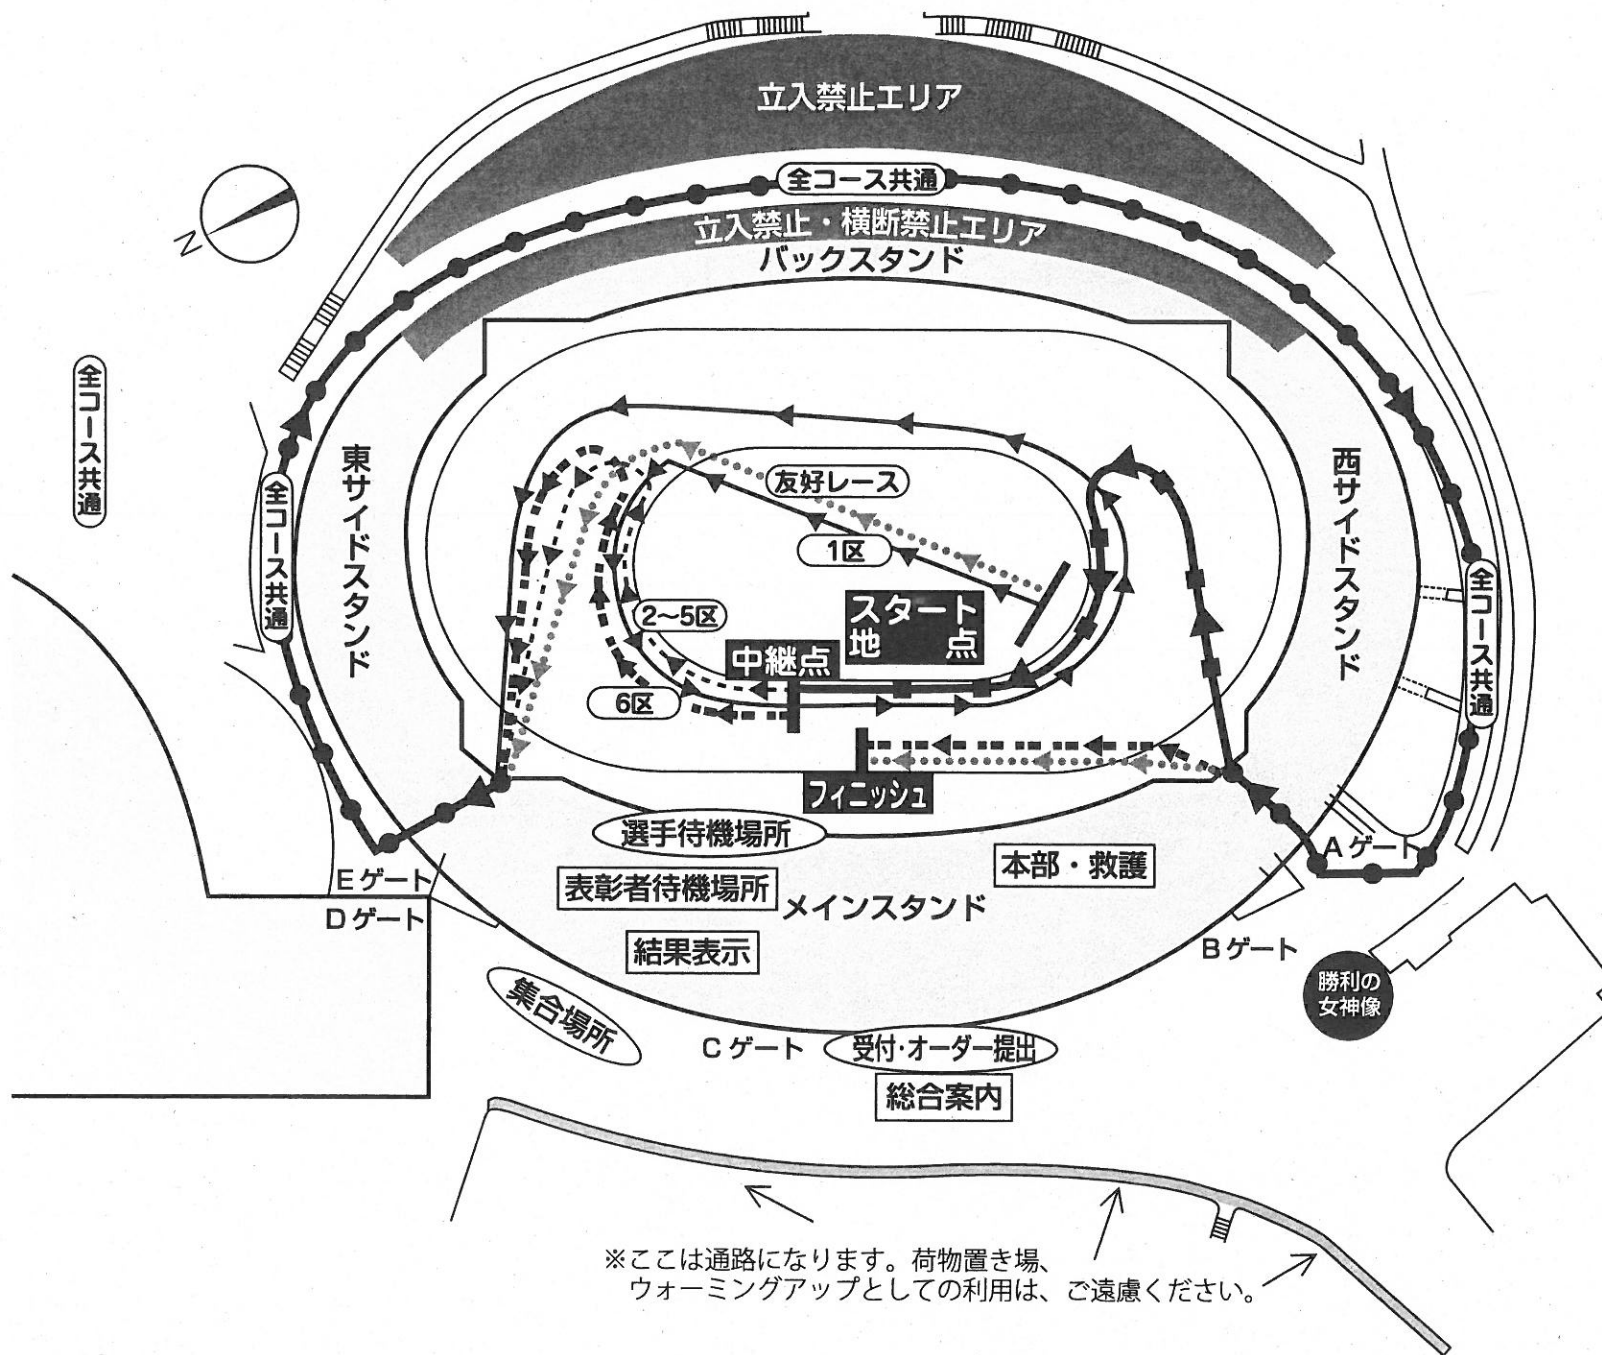 立入禁止エリア
全コース共通
立入禁止・横断禁止エリア
バックスタンド
N
全コース共通
全コース共通
東サイドスタンド
西サイドスタンド
全コース共通
友好レース
1区
2〜5区
6区
スタート
地　点
中継点
フィニッシュ
選手待機場所
表彰者待機場所
本部・救護
メインスタンド
結果表示
Aゲート
Eゲート
Dゲート
Bゲート
勝利の
女神像
集合場所
Cゲート
受付・オーダー提出
総合案内
※ここは通路になります。荷物置き場、
ウォーミングアップとしての利用は、ご遠慮ください。